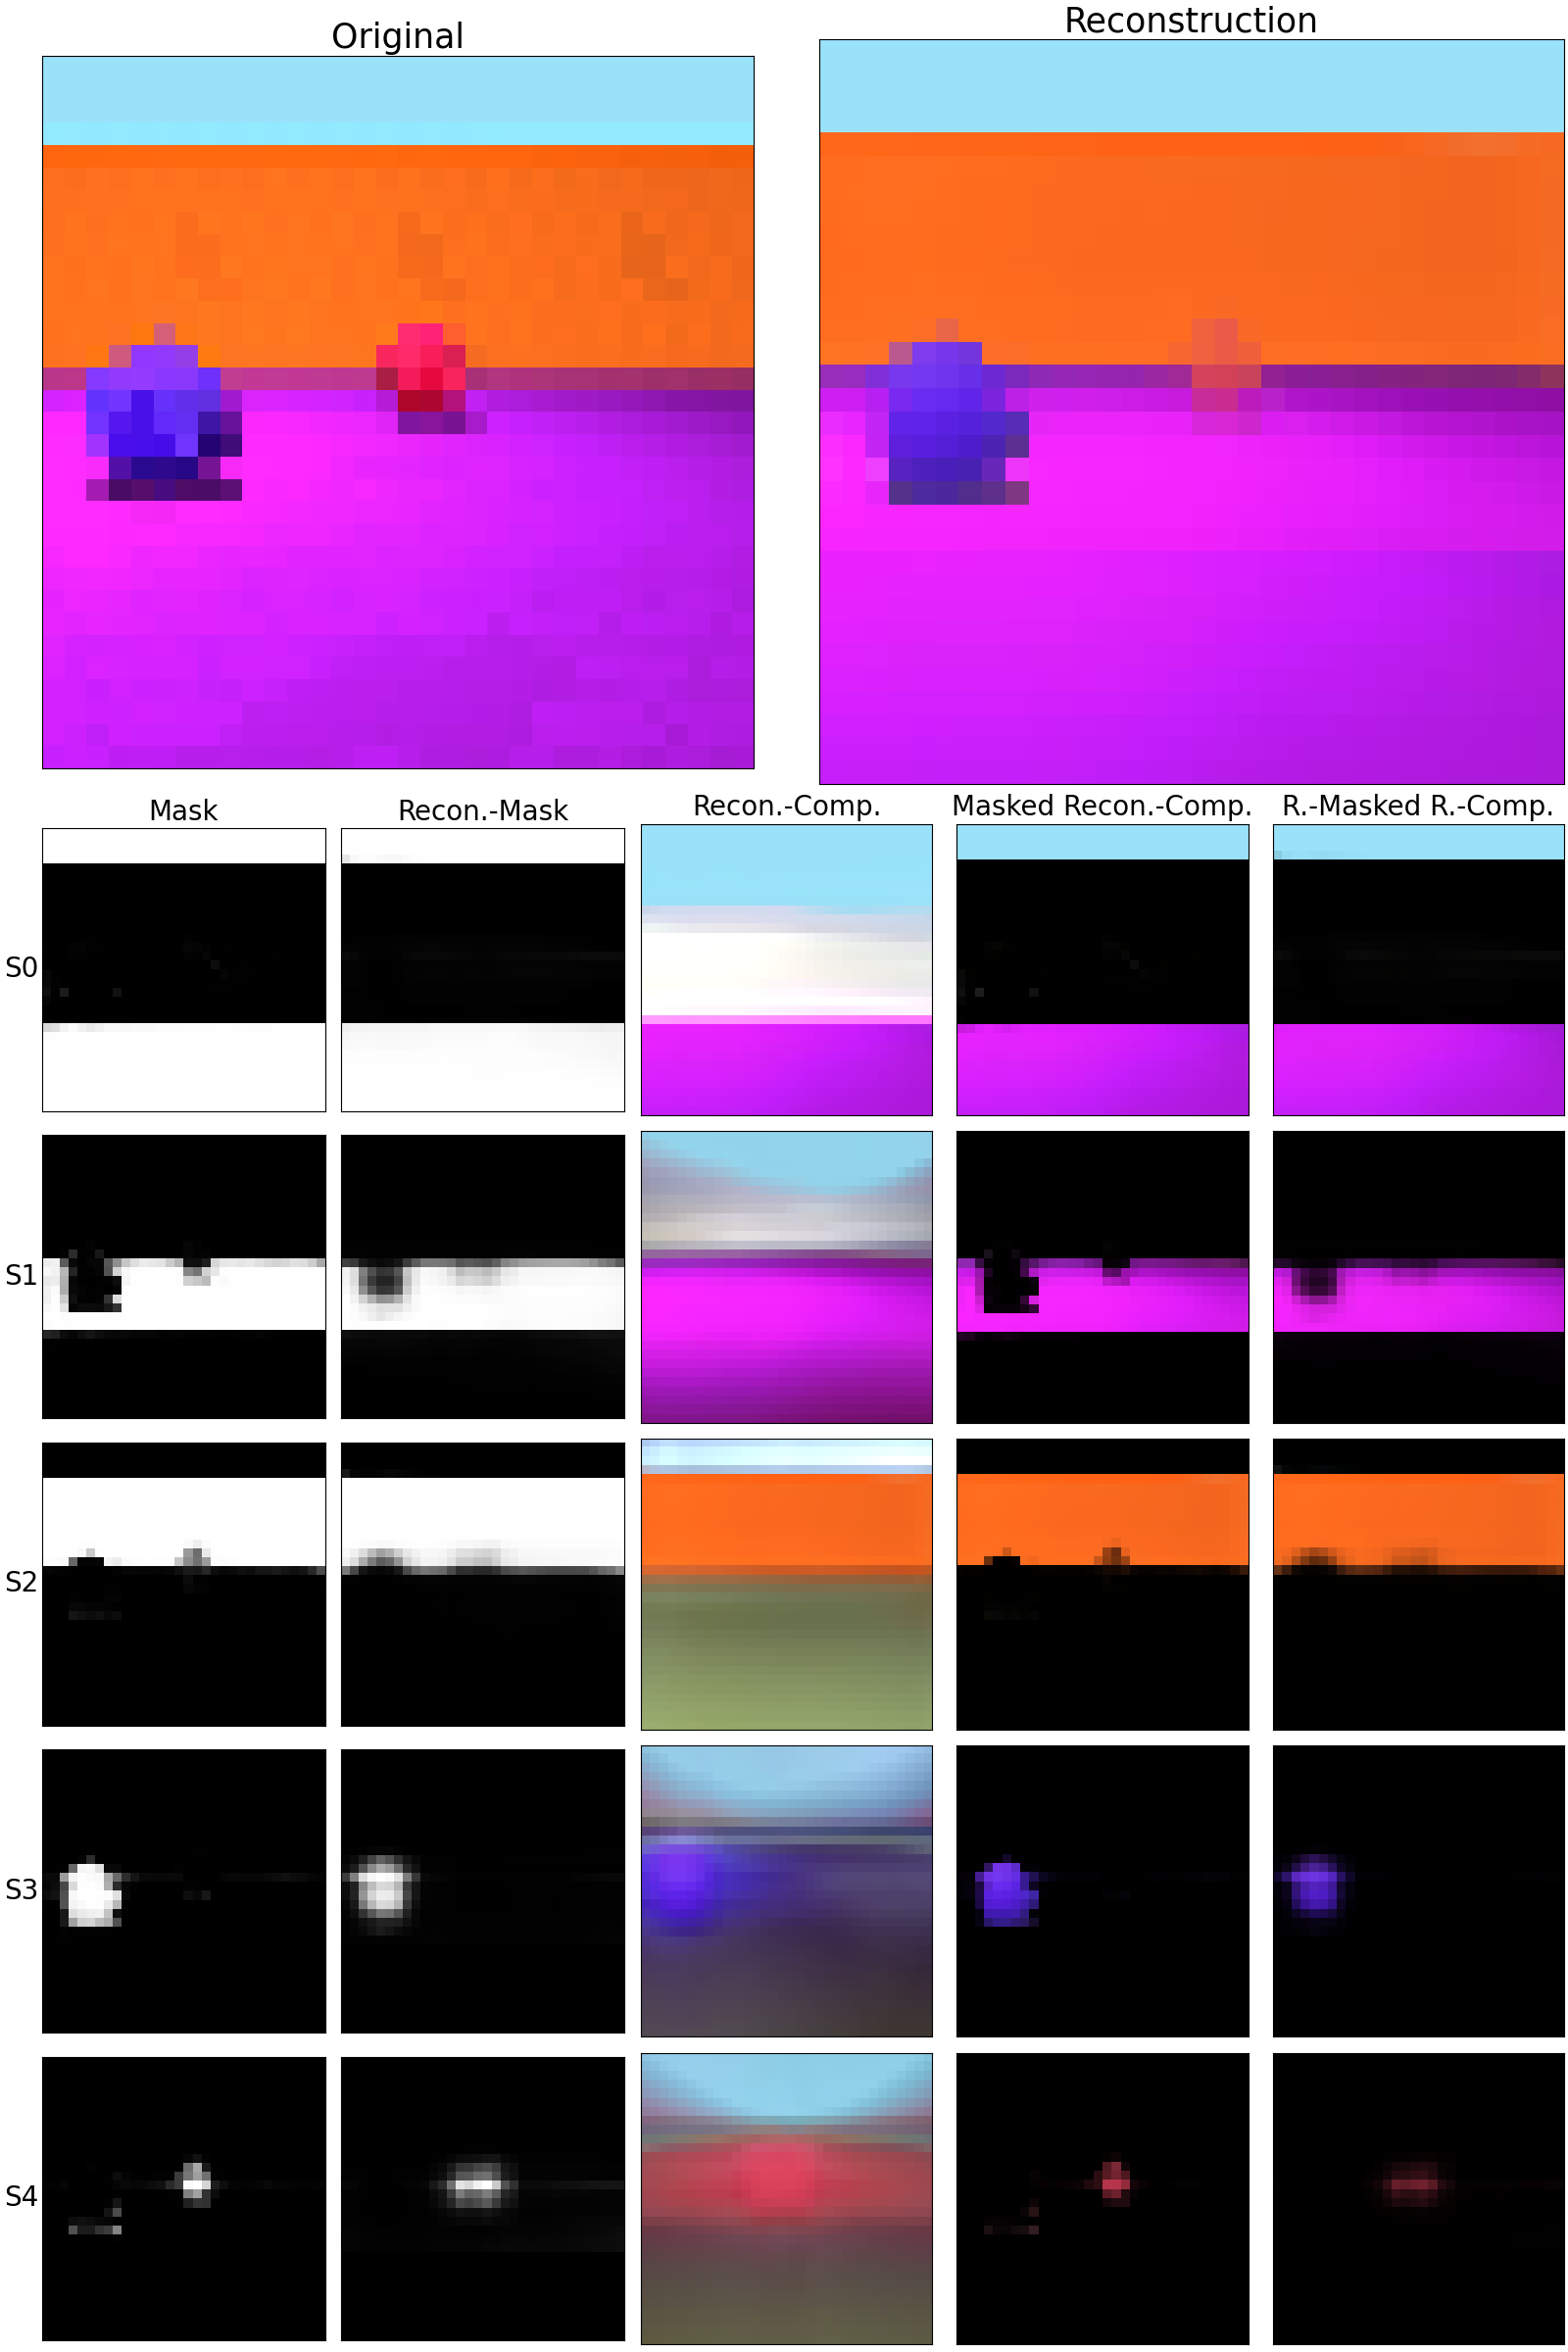 Original
Reconstruction
Mask
Recon.-Mask
Recon.-Comp.
Masked Recon.-Comp.
R.-Masked R.-Comp.
S0
S1
S2
S3
S4